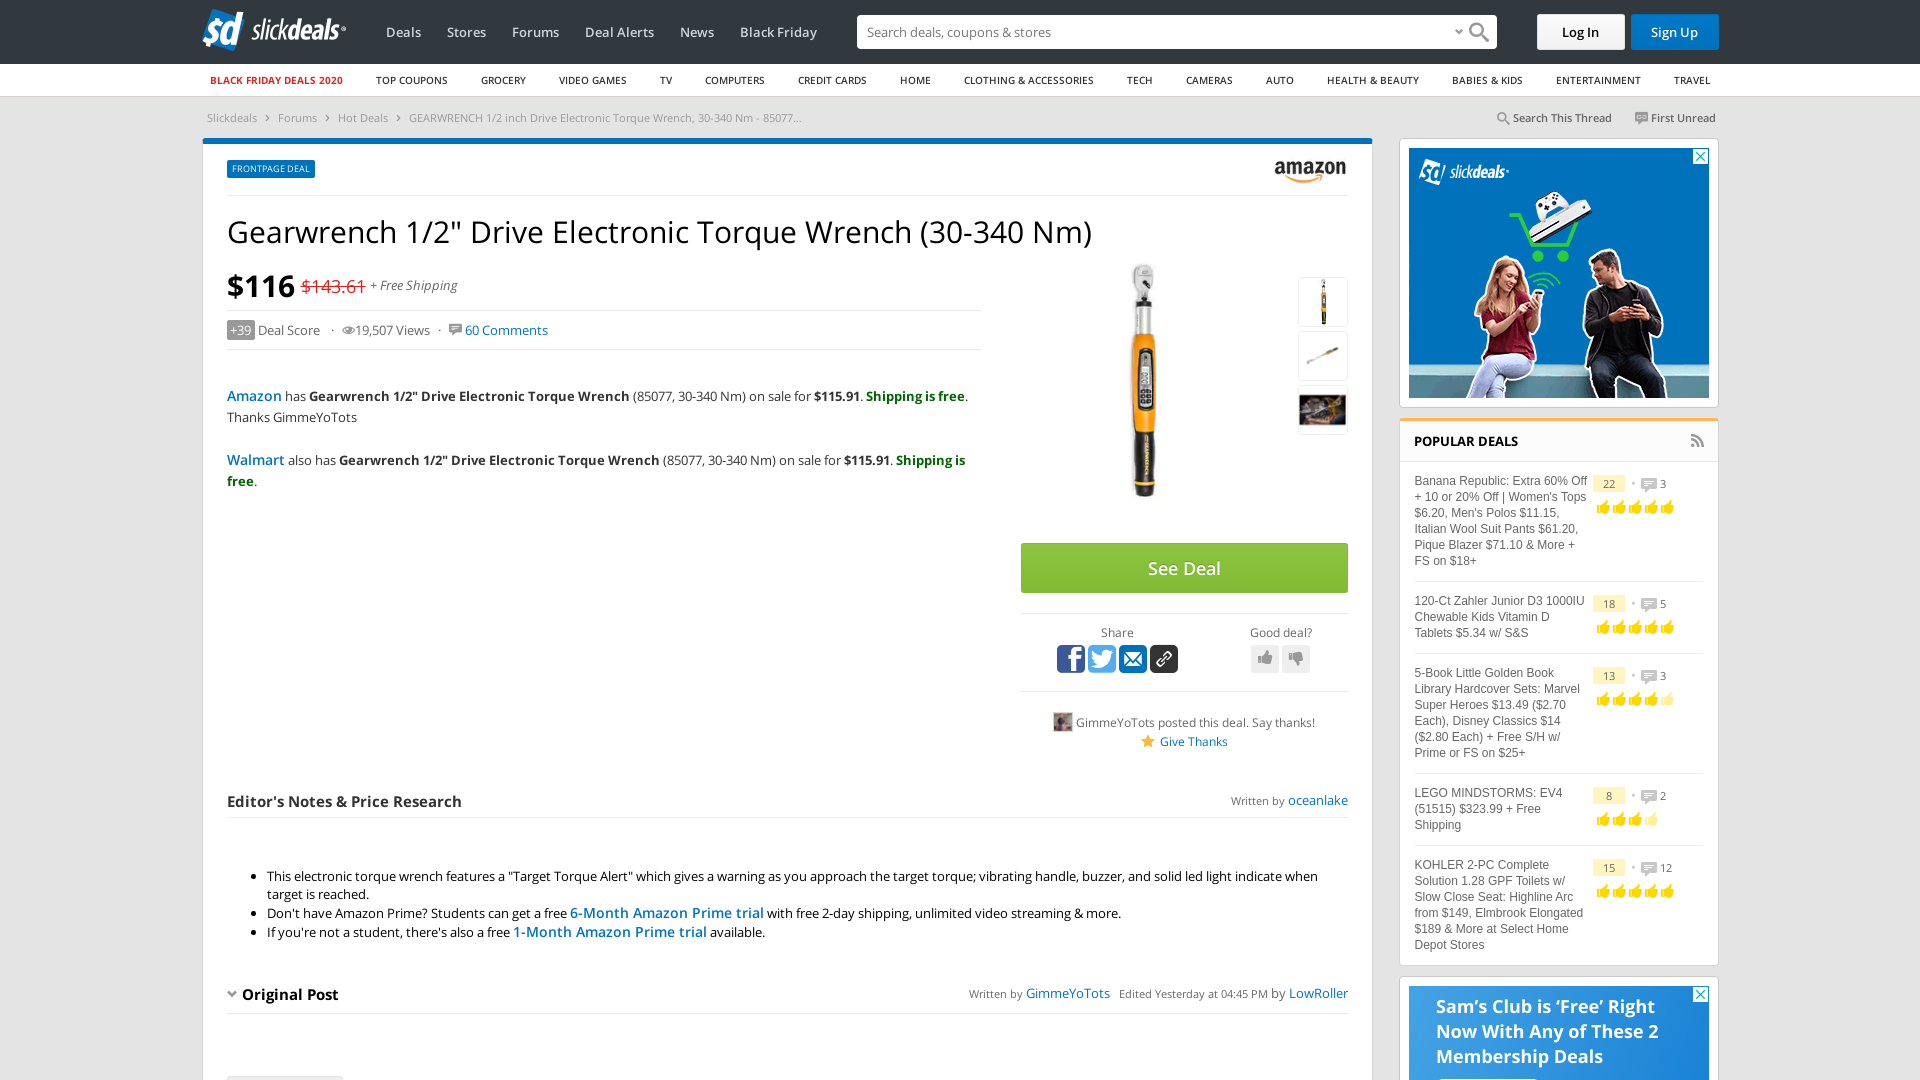 slickdeals
Deals
Stores
Forums
Deal Alerts
News
Black Friday
Search deals, coupons & stores
Log In
Sign Up
BLACK FRIDAY DEALS 2020
TOP COUPONS
GROCERY
VIDEO GAMES
TV
COMPUTERS
CREDIT CARDS
HOME
CLOTHING & ACCESSORIES
TECH
CAMERAS
AUTO
HEALTH & BEAUTY
BABIES & KIDS
ENTERTAINMENT
TRAVEL
Slickdeals › Forums › Hot Deals › GEARWRENCH 1/2 inch Drive Electronic Torque Wrench, 30-340 Nm - 85077...
Search This Thread
First Unread
FRONTPAGE DEAL
amazon
Gearwrench 1/2" Drive Electronic Torque Wrench (30-340 Nm)
$116 $143.61 + Free Shipping
+39 Deal Score · 19,507 Views · 60 Comments
Amazon has Gearwrench 1/2" Drive Electronic Torque Wrench (85077, 30-340 Nm) on sale for $115.91. Shipping is free.
Thanks GimmeYoTots
Walmart also has Gearwrench 1/2" Drive Electronic Torque Wrench (85077, 30-340 Nm) on sale for $115.91. Shipping is
free.
See Deal
Share
Good deal?
GimmeYoTots posted this deal. Say thanks!
Give Thanks
Editor's Notes & Price Research
Written by oceanlake
This electronic torque wrench features a "Target Torque Alert" which gives a warning as you approach the target torque; vibrating handle, buzzer, and solid led light indicate when
target is reached.
Don't have Amazon Prime? Students can get a free 6-Month Amazon Prime trial with free 2-day shipping, unlimited video streaming & more.
If you're not a student, there's also a free 1-Month Amazon Prime trial available.
Original Post
Written by GimmeYoTots Edited Yesterday at 04:45 PM by LowRoller
slickdeals
POPULAR DEALS
Banana Republic: Extra 60% Off
+ 10 or 20% Off | Women's Tops
$6.20, Men's Polos $11.15,
Italian Wool Suit Pants $61.20,
Pique Blazer $71.10 & More +
FS on $18+
22 • 3
120-Ct Zahler Junior D3 1000IU
Chewable Kids Vitamin D
Tablets $5.34 w/ S&S
18 • 5
5-Book Little Golden Book
Library Hardcover Sets: Marvel
Super Heroes $13.49 ($2.70
Each), Disney Classics $14
($2.80 Each) + Free S/H w/
Prime or FS on $25+
13 • 3
LEGO MINDSTORMS: EV4
(51515) $323.99 + Free
Shipping
8 • 2
KOHLER 2-PC Complete
Solution 1.28 GPF Toilets w/
Slow Close Seat: Highline Arc
from $149, Elmbrook Elongated
$189 & More at Select Home
Depot Stores
15 • 12
Sam's Club is 'Free' Right
Now With Any of These 2
Membership Deals